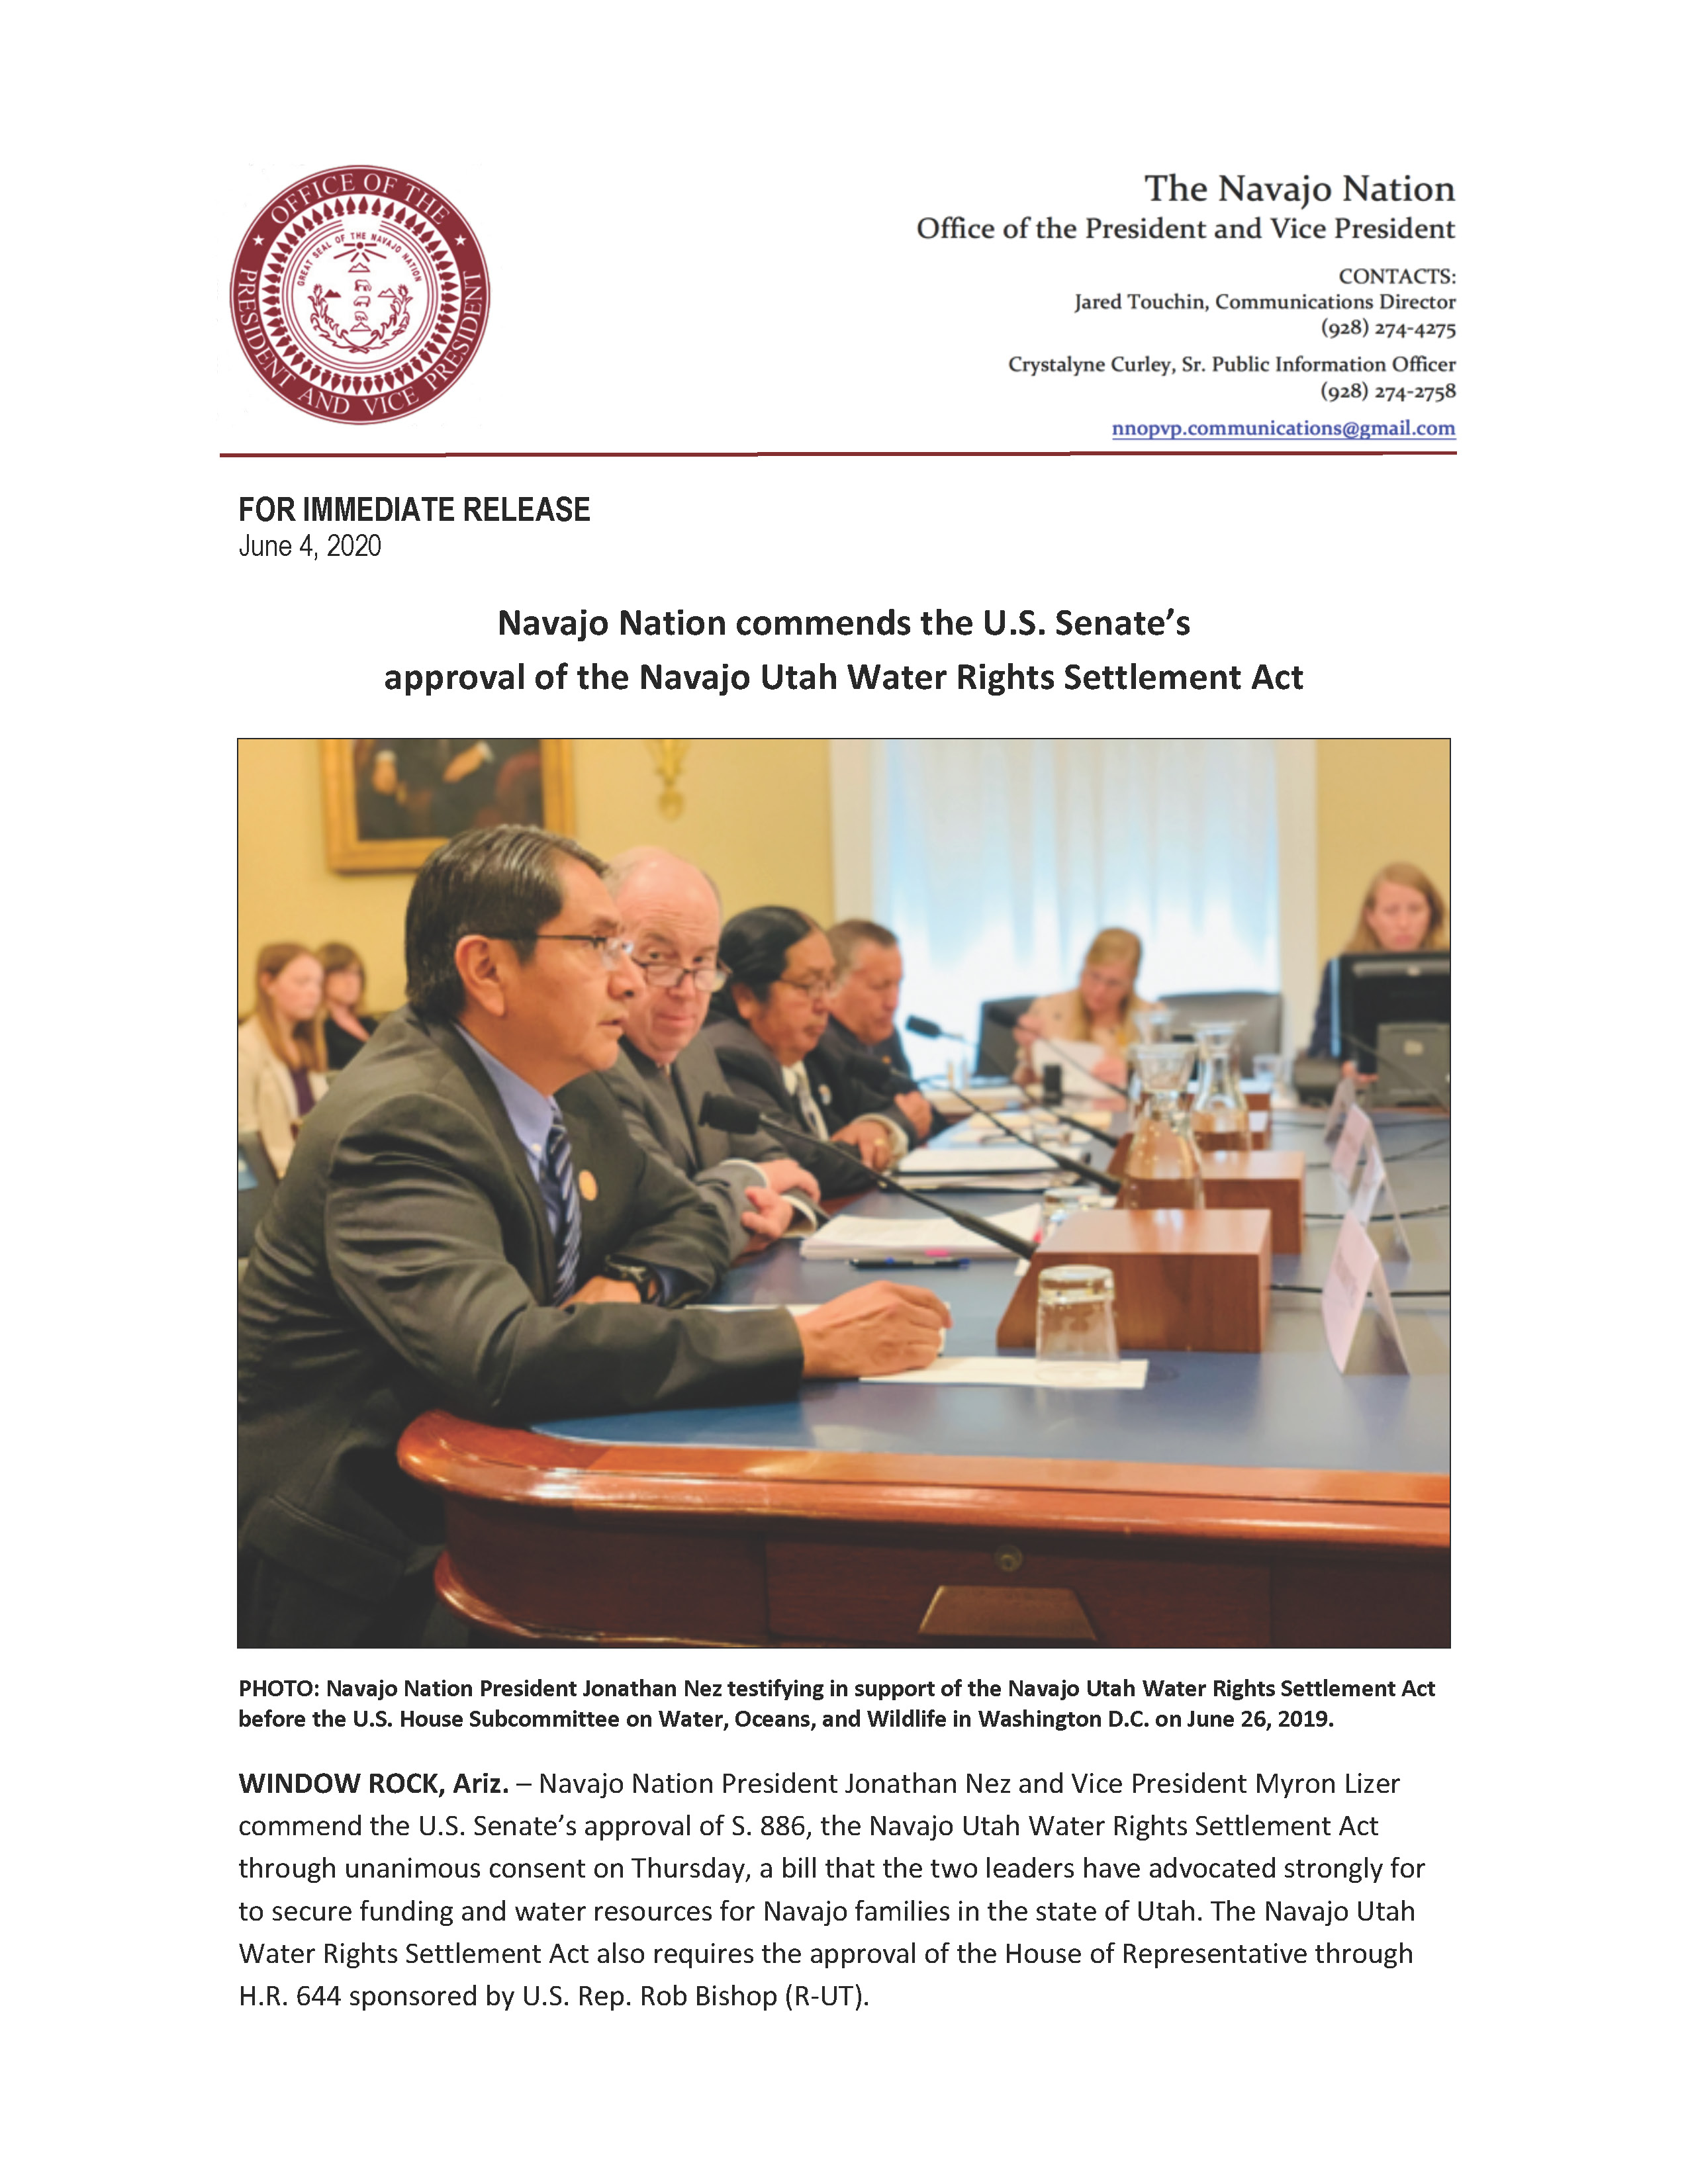 OFFICE OF THE
PRESIDENT AND VICE PRESIDENT
GREAT SEAL OF THE NAVAJO NATION
The Navajo Nation
Office of the President and Vice President
CONTACTS:
Jared Touchin, Communications Director
(928) 274-4275
Crystalyne Curley, Sr. Public Information Officer
(928) 274-2758
nnopvp.communications@gmail.com
FOR IMMEDIATE RELEASE
June 4, 2020
Navajo Nation commends the U.S. Senate’s
approval of the Navajo Utah Water Rights Settlement Act
PHOTO: Navajo Nation President Jonathan Nez testifying in support of the Navajo Utah Water Rights Settlement Act
before the U.S. House Subcommittee on Water, Oceans, and Wildlife in Washington D.C. on June 26, 2019.
WINDOW ROCK, Ariz. – Navajo Nation President Jonathan Nez and Vice President Myron Lizer
commend the U.S. Senate’s approval of S. 886, the Navajo Utah Water Rights Settlement Act
through unanimous consent on Thursday, a bill that the two leaders have advocated strongly for
to secure funding and water resources for Navajo families in the state of Utah. The Navajo Utah
Water Rights Settlement Act also requires the approval of the House of Representative through
H.R. 644 sponsored by U.S. Rep. Rob Bishop (R-UT).